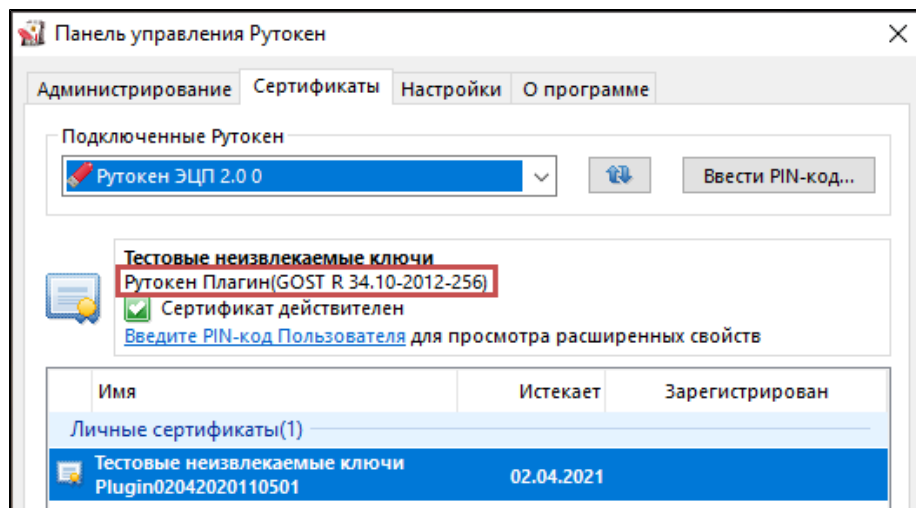 Панель управления Рутокен
Администрирование Сертификаты Настройки О программе
Подключенные Рутокен
Рутокен ЭЦП 2.0 0 Ввести PIN-код...
Тестовые неизвлекаемые ключи
Рутокен Плагин(GOST R 34.10-2012-256)
Сертификат действителен
Введите PIN-код Пользователя для просмотра расширенных свойств
Имя Истекает Зарегистрирован
Личные сертификаты(1)
Тестовые неизвлекаемые ключи
Plugin02042020110501 02.04.2021